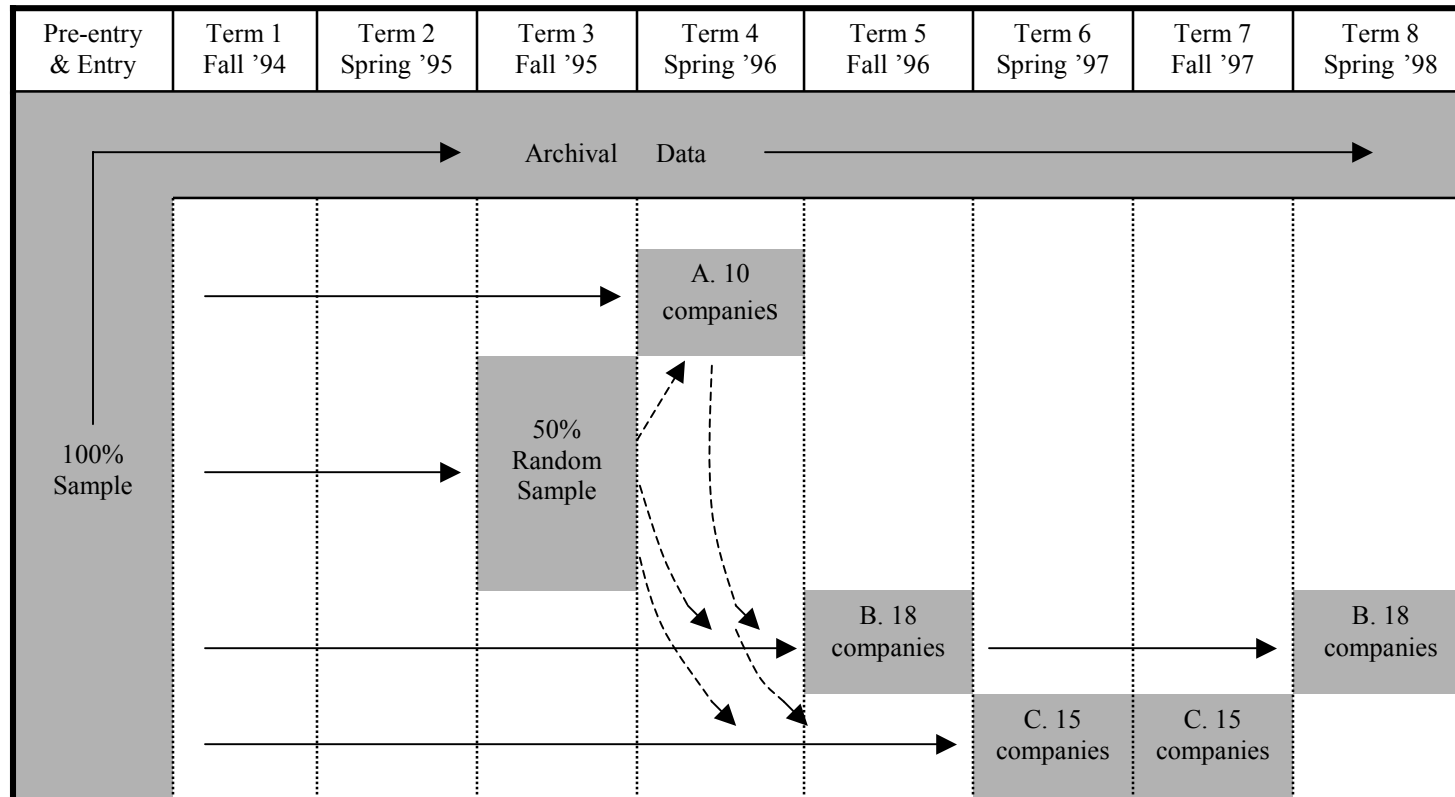 Pre-entry
& Entry
Term 1
Fall ’94
Term 2
Spring ’95
Term 3
Fall ’95
Term 4
Spring ’96
Term 5
Fall ’96
Term 6
Spring ’97
Term 7
Fall ’97
Term 8
Spring ’98
Archival Data
A. 10
companies
100%
Sample
50%
Random
Sample
B. 18
companies
B. 18
companies
C. 15
companies
C. 15
companies